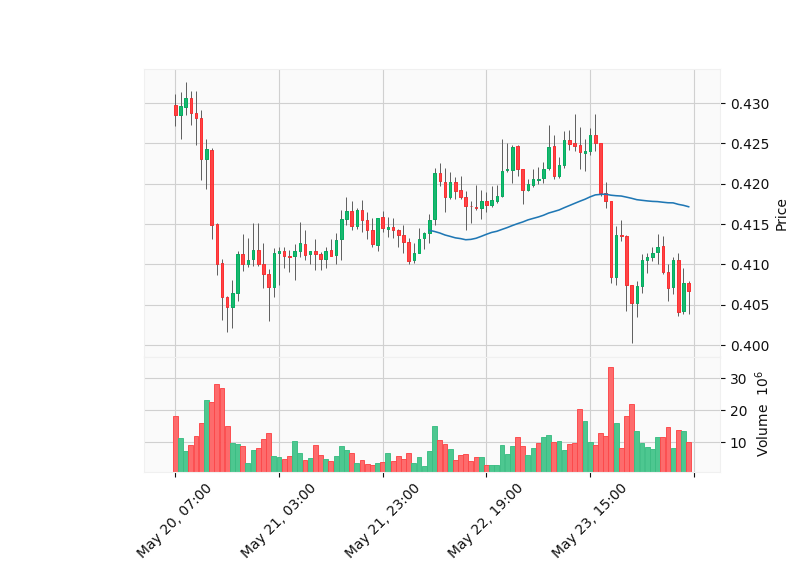 0.430
0.425
0.420
0.415
0.410
0.405
0.400
Price
30
20
10
Volume 10^6
May 20, 07:00
May 21, 03:00
May 21, 23:00
May 22, 19:00
May 23, 15:00